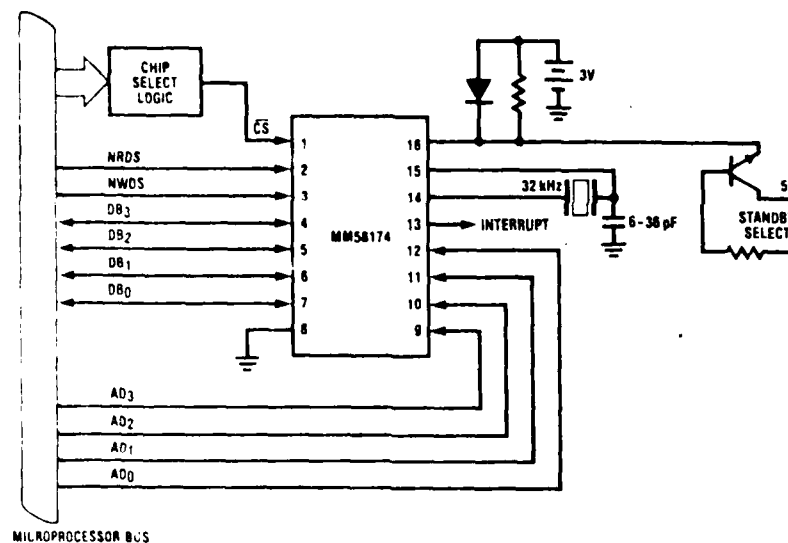 CHIP
SELECT
LOGIC
3V
CS
1
16
NRDS
2
15
NWDS
3
14
32 kHz
DB3
4
13
INTERRUPT
6-36 pF
DB2
5
MM58174
12
DB1
6
11
DB0
7
10
8
9
5
STANDB
SELECT
AD3
AD2
AD1
AD0
MICROPROCESSOR BUS